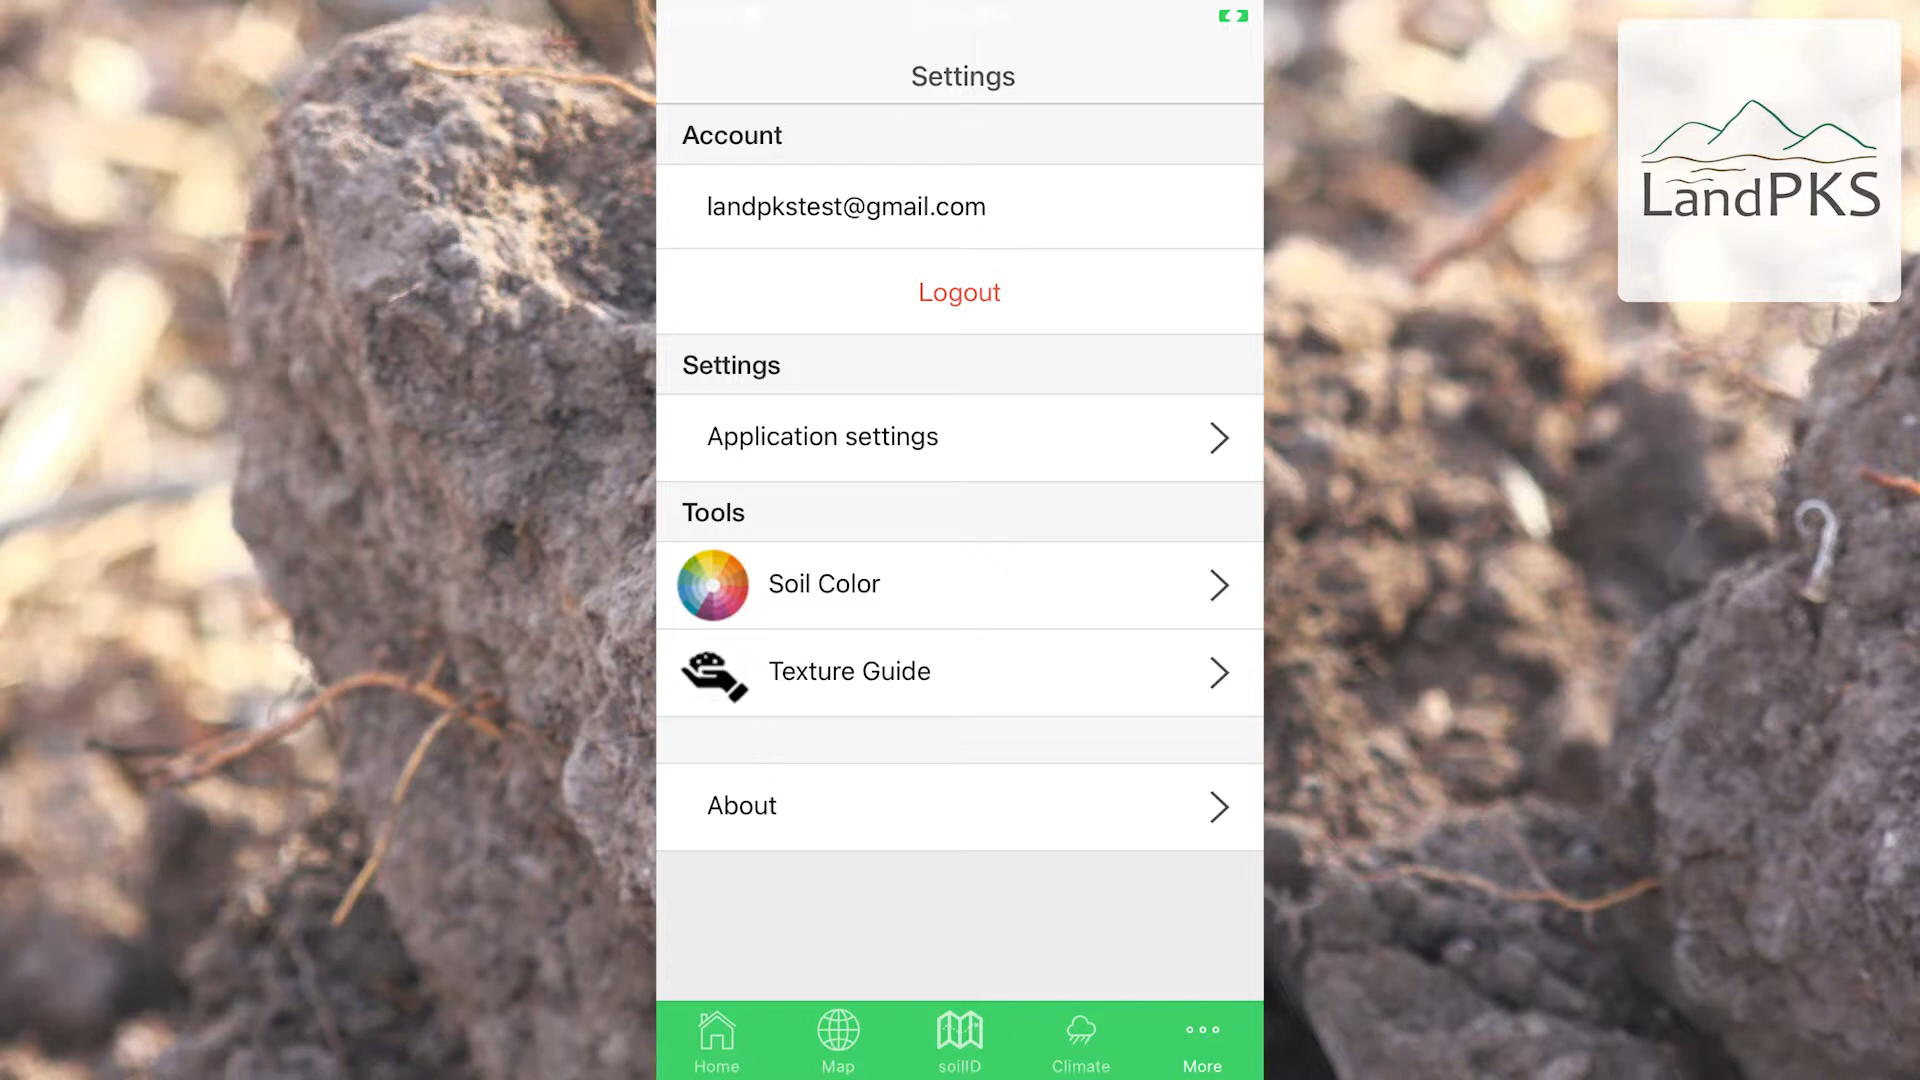 Settings
Account
landpkstest@gmail.com
Logout
Settings
Application settings
Tools
Soil Color
Texture Guide
About
Home
Map
soilID
Climate
More
LandPKS